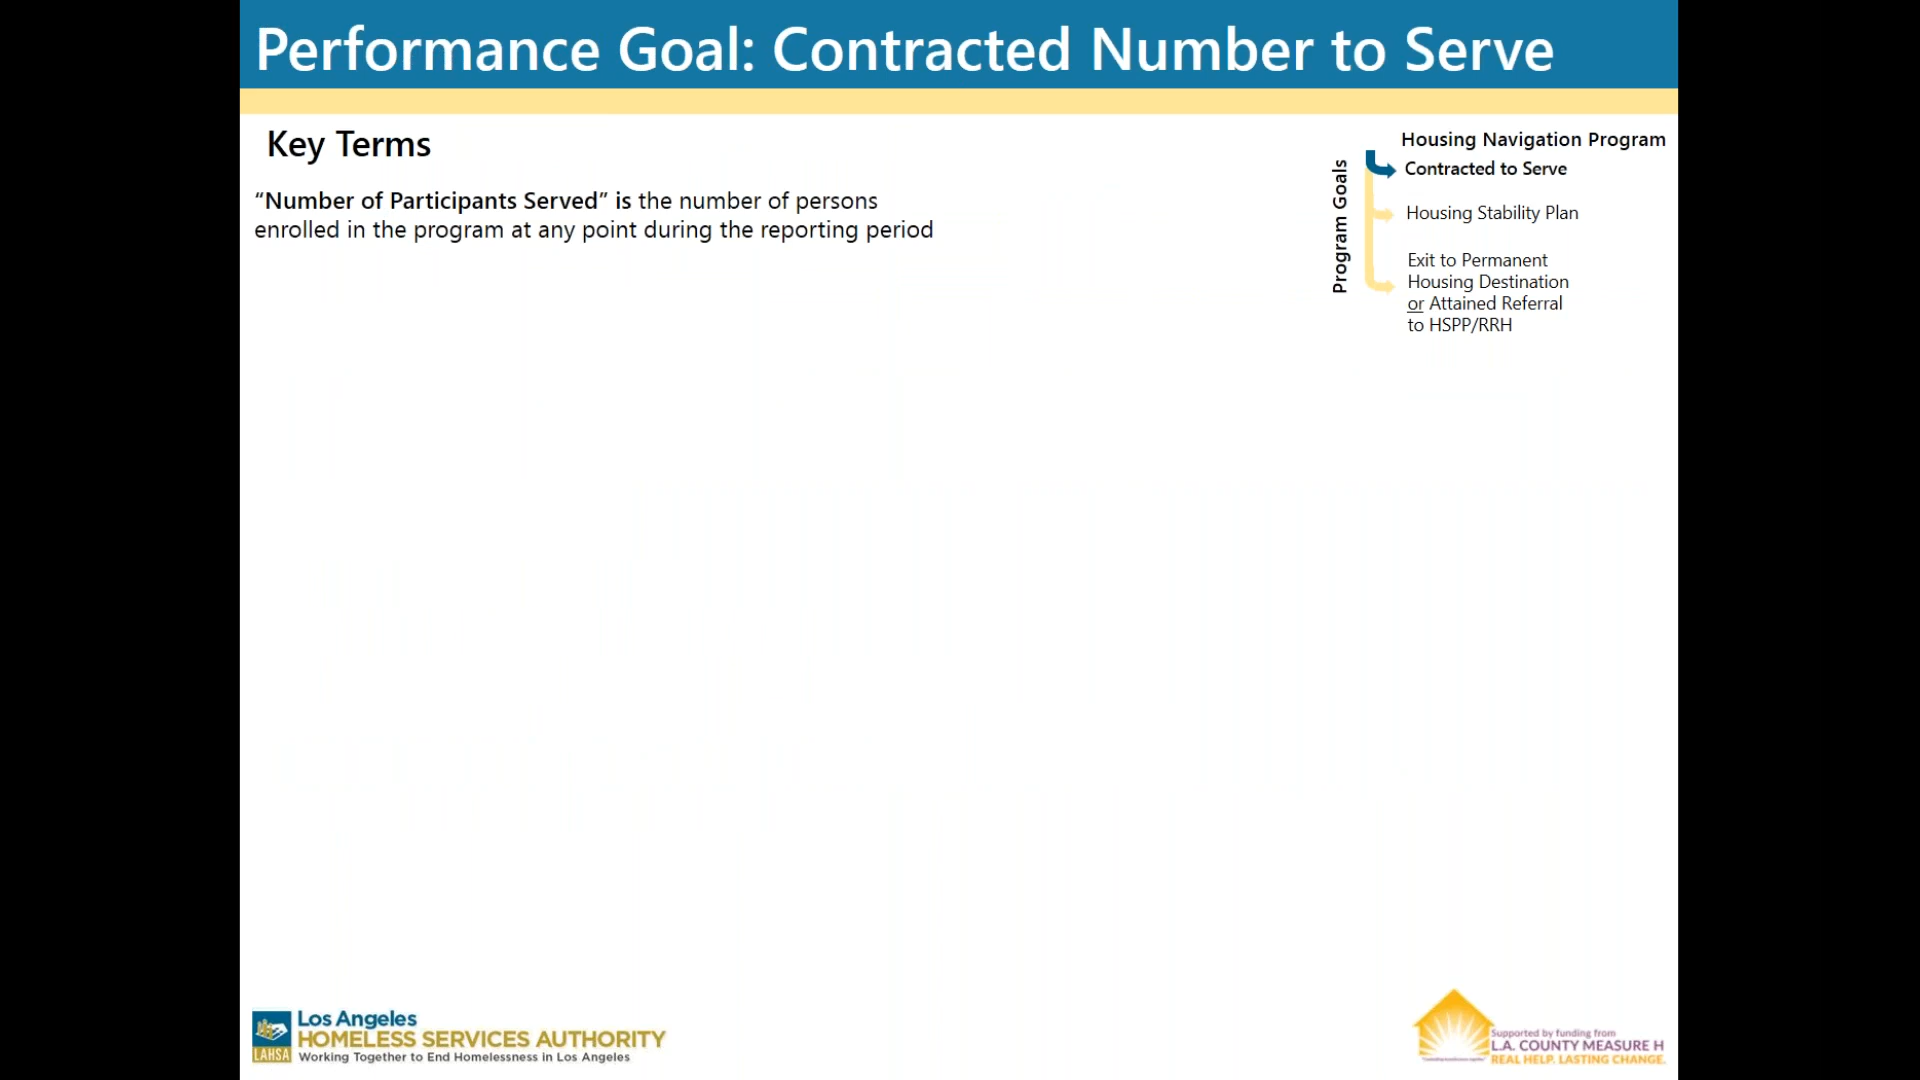 Performance Goal: Contracted Number to Serve
Key Terms
“Number of Participants Served” is the number of persons
enrolled in the program at any point during the reporting period
Program Goals
Housing Navigation Program
Contracted to Serve
Housing Stability Plan
Exit to Permanent
Housing Destination
or Attained Referral
to HSPP/RRH
LAHSA
Los Angeles
HOMELESS SERVICES AUTHORITY
Working Together to End Homelessness in Los Angeles
Supported by funding from
L.A. COUNTY MEASURE H
REAL HELP. LASTING CHANGE.